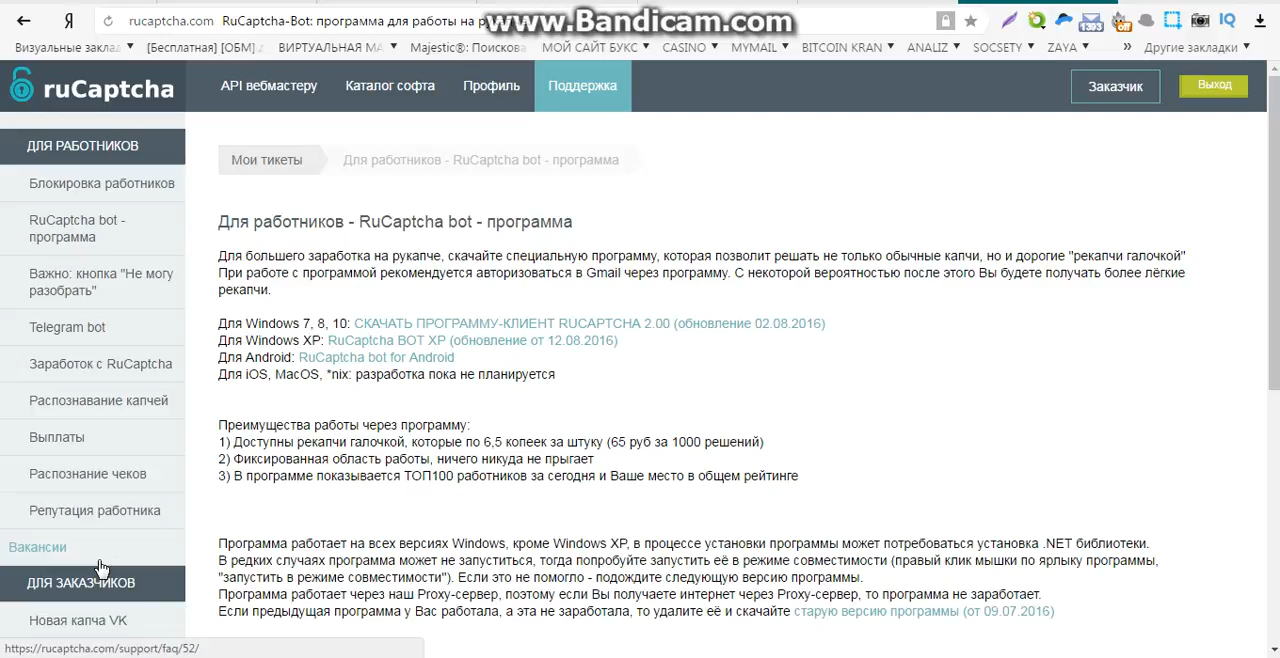 Я rucaptcha.com RuCaptcha-Bot: программа для работы на р
www.Bandicam.com
1393 off IQ
Визуальные заклад [Бесплатная] [ОБМ] ВИРТУАЛЬНАЯ МА Majestic®: Поискова МОЙ САЙТ БУКС CASINO MYMAIL BITCOIN KRAN ANALIZ SOCSETY ZAYA » Другие закладки
ruCaptcha
API вебмастеру Каталог софта Профиль Поддержка Заказчик Выход
ДЛЯ РАБОТНИКОВ
Блокировка работников
RuCaptcha bot -
программа
Важно: кнопка "Не могу
разобрать"
Telegram bot
Заработок с RuCaptcha
Распознавание капчей
Выплаты
Распознание чеков
Репутация работника
Вакансии
ДЛЯ ЗАКАЗЧИКОВ
Новая капча VK
Мои тикеты Для работников - RuCaptcha bot - программа
Для работников - RuCaptcha bot - программа
Для большего заработка на рукапче, скачайте специальную программу, которая позволит решать не только обычные капчи, но и дорогие "рекапчи галочкой"
При работе с программой рекомендуется авторизоваться в Gmail через программу. С некоторой вероятностью после этого Вы будете получать более лёгкие
рекапчи.
Для Windows 7, 8, 10: СКАЧАТЬ ПРОГРАММУ-КЛИЕНТ RUCAPTCHA 2.00 (обновление 02.08.2016)
Для Windows XP: RuCaptcha BOT XP (обновление от 12.08.2016)
Для Android: RuCaptcha bot for Android
Для iOS, MacOS, *nix: разработка пока не планируется
Преимущества работы через программу:
1) Доступны рекапчи галочкой, которые по 6,5 копеек за штуку (65 руб за 1000 решений)
2) Фиксированная область работы, ничего никуда не прыгает
3) В программе показывается ТОП100 работников за сегодня и Ваше место в общем рейтинге
Программа работает на всех версиях Windows, кроме Windows XP, в процессе установки программы может потребоваться установка .NET библиотеки.
В редких случаях программа может не запуститься, тогда попробуйте запустить её в режиме совместимости (правый клик мышки по ярлыку программы,
"запустить в режиме совместимости"). Если это не помогло - подождите следующую версию программы.
Программа работает через наш Proxy-сервер, поэтому если Вы получаете интернет через Proxy-сервер, то программа не заработает.
Если предыдущая программа у Вас работала, а эта не заработала, то удалите её и скачайте старую версию программы (от 09.07.2016)
https://rucaptcha.com/support/faq/52/